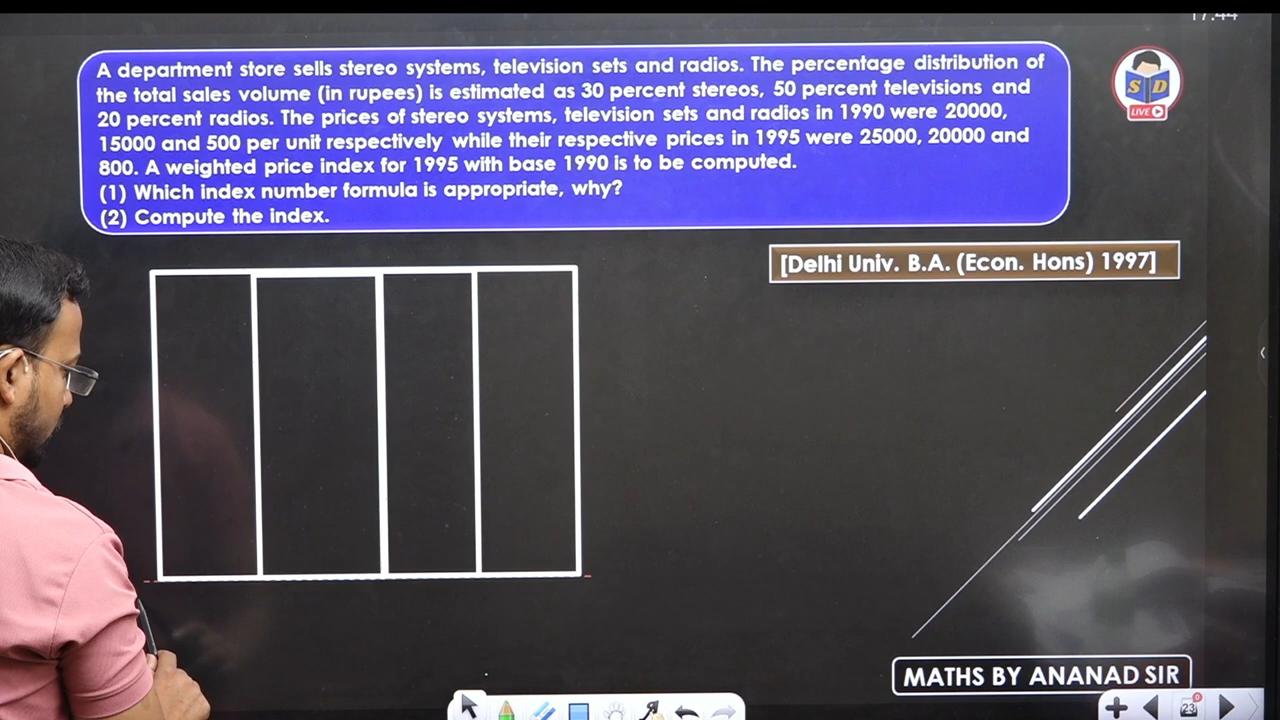 A department store sells stereo systems, television sets and radios. The percentage distribution of
the total sales volume (in rupees) is estimated as 30 percent stereos, 50 percent televisions and
20 percent radios. The prices of stereo systems, television sets and radios in 1990 were 20000,
15000 and 500 per unit respectively while their respective prices in 1995 were 25000, 20000 and
800. A weighted price index for 1995 with base 1990 is to be computed.
(1) Which index number formula is appropriate, why?
(2) Compute the index.
S D
LIVE
[Delhi Univ. B.A. (Econ. Hons) 1997]
MATHS BY ANANAD SIR
23